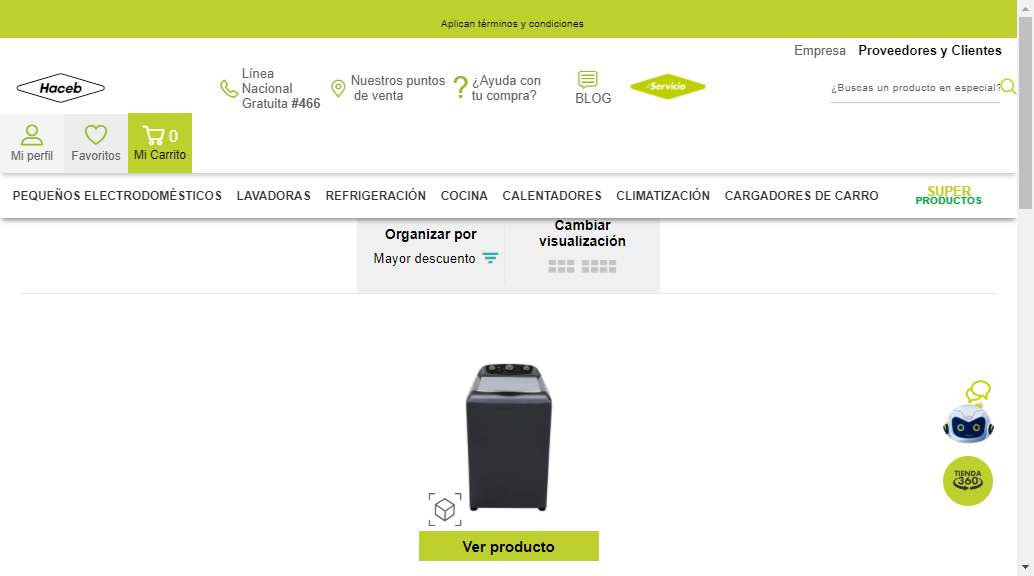 Aplican términos y condiciones
Empresa Proveedores y Clientes
Haceb
Línea
Nacional
Gratuita #466
Nuestros puntos
de venta
¿Ayuda con
tu compra?
BLOG
Servicio
¿Buscas un producto en especial?
Mi perfil
Favoritos
0
Mi Carrito
PEQUEÑOS ELECTRODOMÉSTICOS LAVADORAS REFRIGERACIÓN COCINA CALENTADORES CLIMATIZACIÓN CARGADORES DE CARRO
SUPER
PRODUCTOS
Organizar por
Mayor descuento
Cambiar
visualización
TIENDA
360
Ver producto